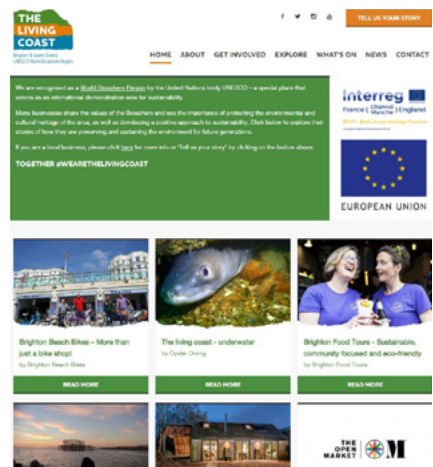 THE
LIVING
COAST
Brighton & Lewes Downs
UNESCO World Biosphere Region
TELL US YOUR STORY
HOME ABOUT GET INVOLVED EXPLORE WHAT'S ON NEWS CONTACT
We are recognised as a World Biosphere Region by the United Nations body UNESCO – a special place that
serves as an international demonstration area for sustainability.
Many businesses share the values of the Biosphere and see the importance of protecting the environmental and
cultural heritage of the area, as well as developing a positive approach to sustainability. Click below to explore their
stories of how they are preserving and sustaining the environment for future generations.
If you are a local business, please click here for more info or 'Tell us your story' by clicking on the button above.
TOGETHER #WEARETHELIVINGCOAST
Interreg
France ( Channel Manche ) England
European Regional Development Fund
EUROPEAN UNION
Brighton Beach Bikes – More than
just a bike shop!
by Brighton Beach Bikes
READ MORE
The living coast - underwater
by Oyster Diving
READ MORE
Brighton Food Tours - Sustainable,
community focused and eco-friendly
by Brighton Food Tours
READ MORE
THE
OPEN
MARKET
OM